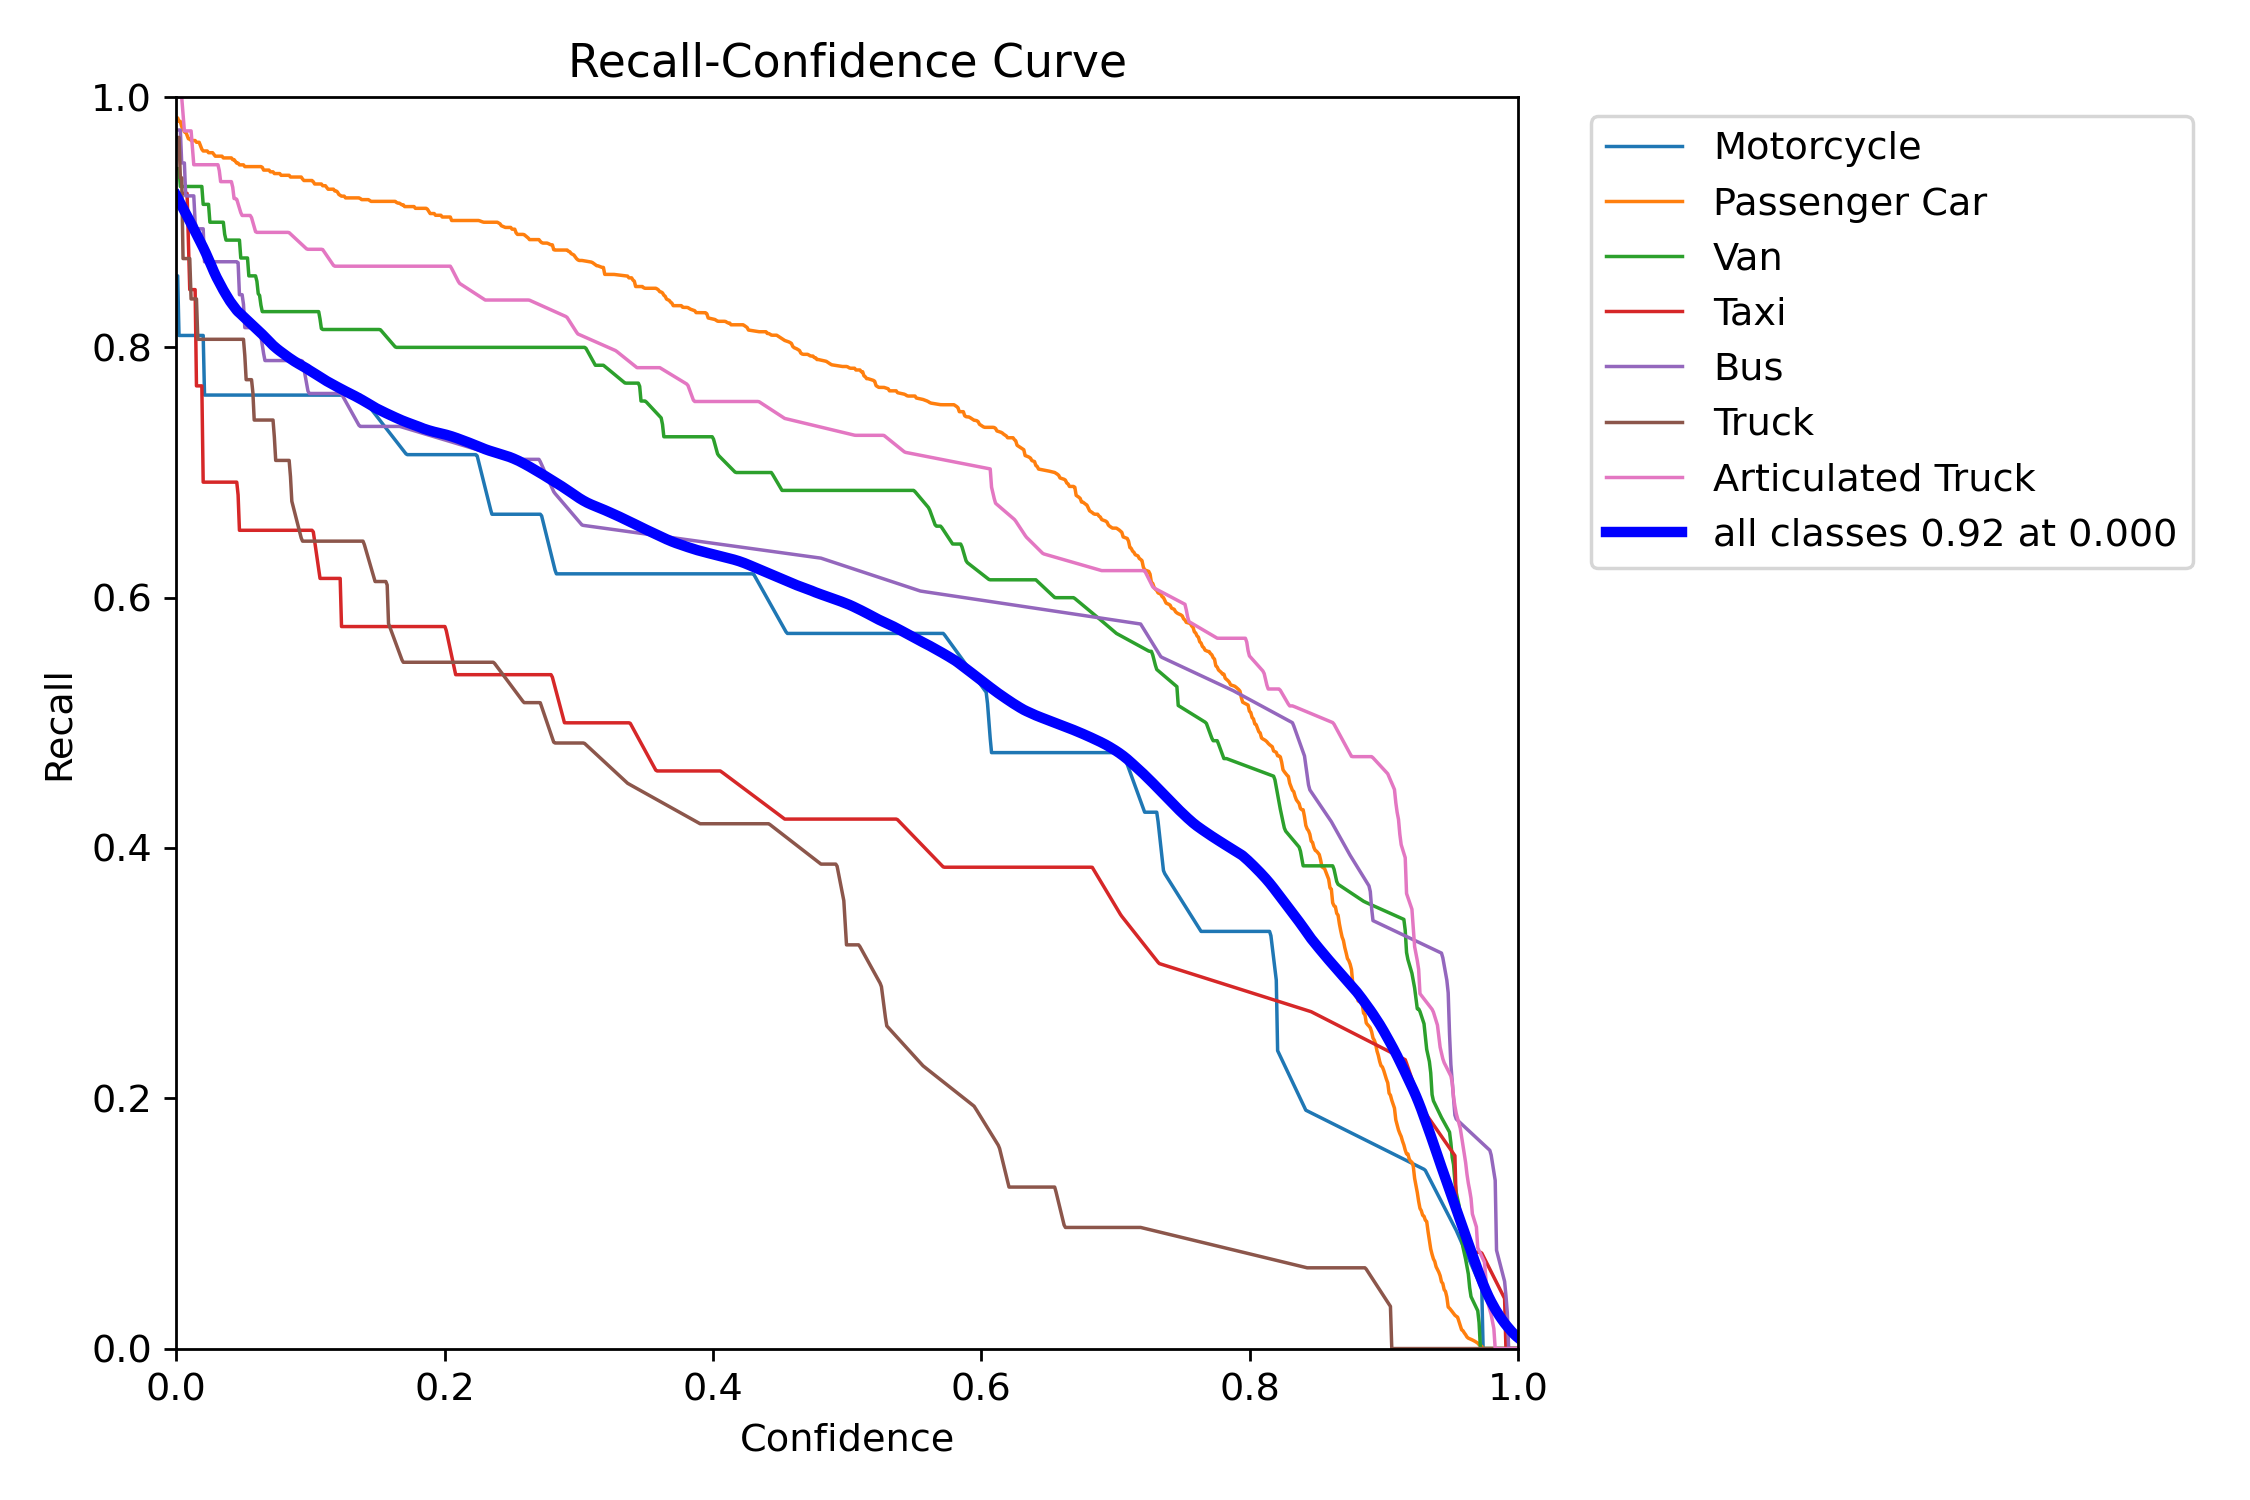 Recall-Confidence Curve
1.0
0.8
0.6
0.4
0.2
0.0
Recall
0.0 0.2 0.4 0.6 0.8 1.0
Confidence
Motorcycle
Passenger Car
Van
Taxi
Bus
Truck
Articulated Truck
all classes 0.92 at 0.000